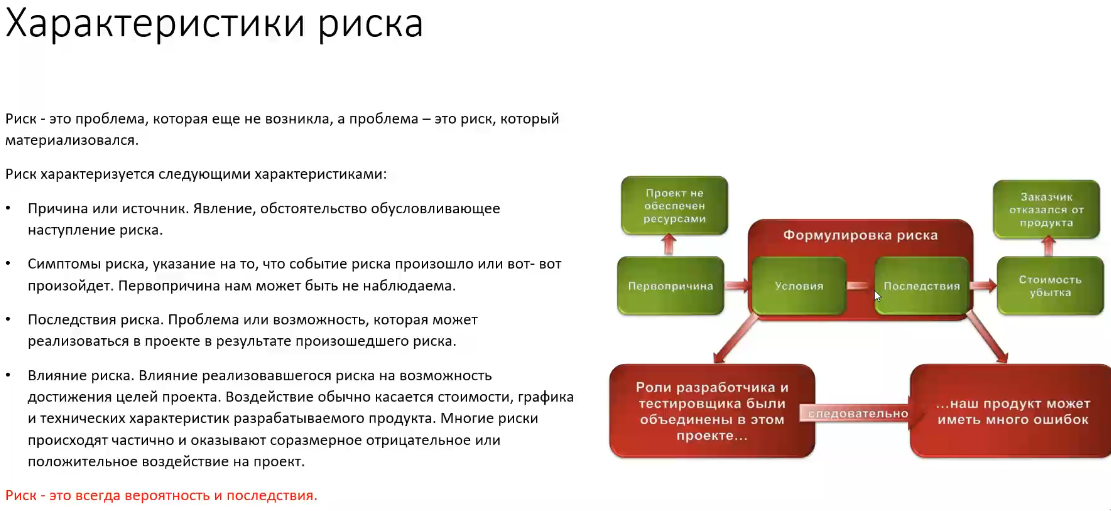 Характеристики риска
Риск - это проблема, которая еще не возникла, а проблема – это риск, который
материализовался.
Риск характеризуется следующими характеристиками:
• Причина или источник. Явление, обстоятельство обусловливающее
наступление риска.
• Симптомы риска, указание на то, что событие риска произошло или вот- вот
произойдет. Первопричина нам может быть не наблюдаема.
• Последствия риска. Проблема или возможность, которая может
реализоваться в проекте в результате произошедшего риска.
• Влияние риска. Влияние реализовавшегося риска на возможность
достижения целей проекта. Воздействие обычно касается стоимости, графика
и технических характеристик разрабатываемого продукта. Многие риски
происходят частично и оказывают соразмерное отрицательное или
положительное воздействие на проект.
Риск - это всегда вероятность и последствия.
Проект не
обеспечен
ресурсами
Заказчик
отказался от
продукта
Формулировка риска
Первопричина
Условия
Последствия
Стоимость
убытка
Роли разработчика и
тестировщика были
объединены в этом
проекте...
следовательно
...наш продукт может
иметь много ошибок